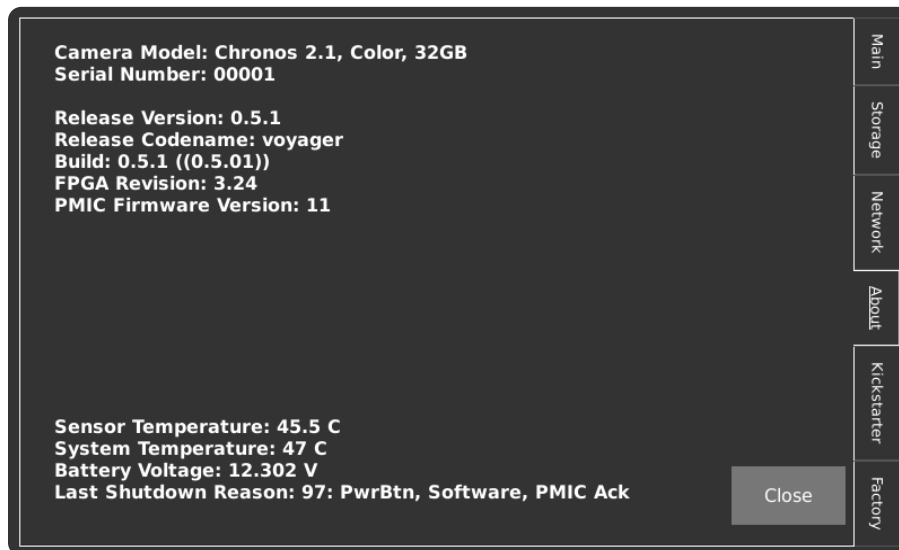 Camera Model: Chronos 2.1, Color, 32GB
Serial Number: 00001
Release Version: 0.5.1
Release Codename: voyager
Build: 0.5.1 ((0.5.01))
FPGA Revision: 3.24
PMIC Firmware Version: 11
Sensor Temperature: 45.5 C
System Temperature: 47 C
Battery Voltage: 12.302 V
Last Shutdown Reason: 97: PwrBtn, Software, PMIC Ack
Close
Main
Storage
Network
About
Kickstarter
Factory